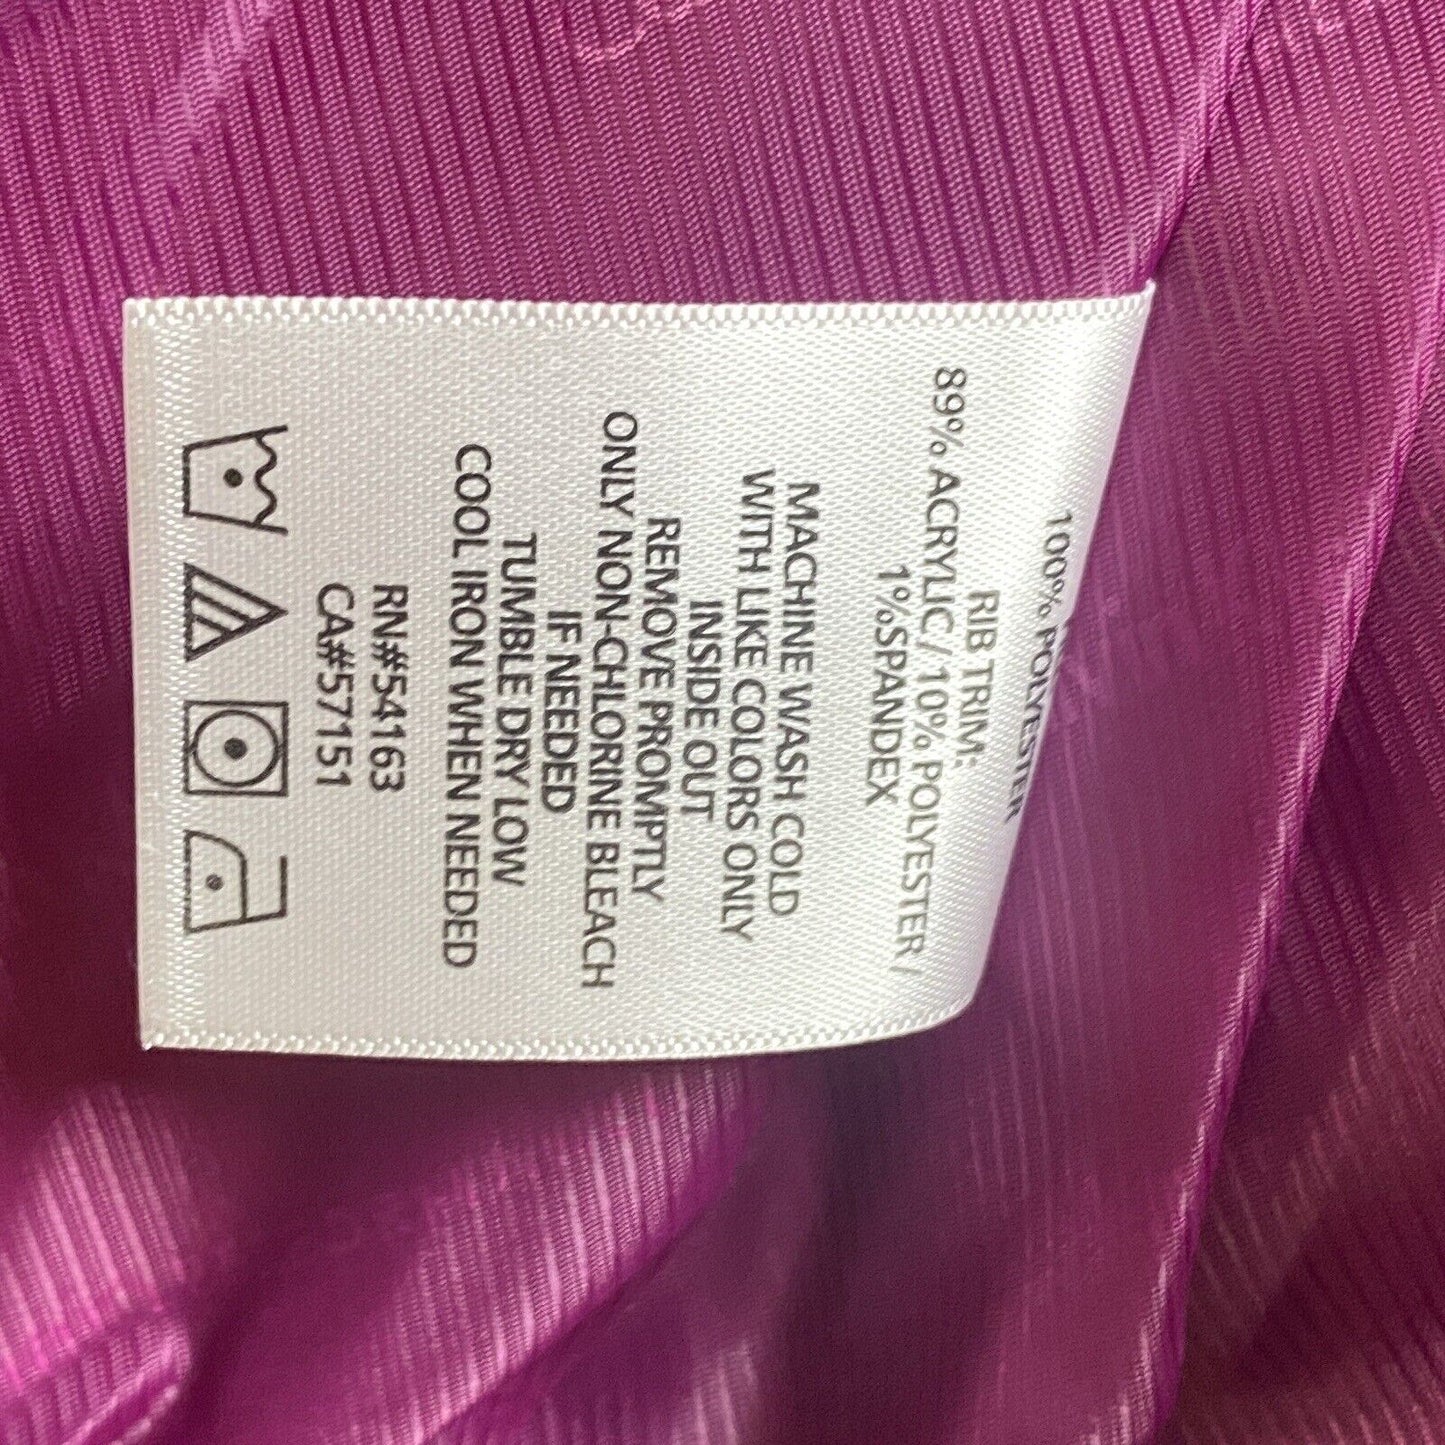 100% POLYESTER
RIB TRIM:
89% ACRYLIC / 10% POLYESTER /
1%SPANDEX
MACHINE WASH COLD
WITH LIKE COLORS ONLY
INSIDE OUT
REMOVE PROMPTLY
ONLY NON-CHLORINE BLEACH
IF NEEDED
TUMBLE DRY LOW
COOL IRON WHEN NEEDED
RN#54163
CA#57151